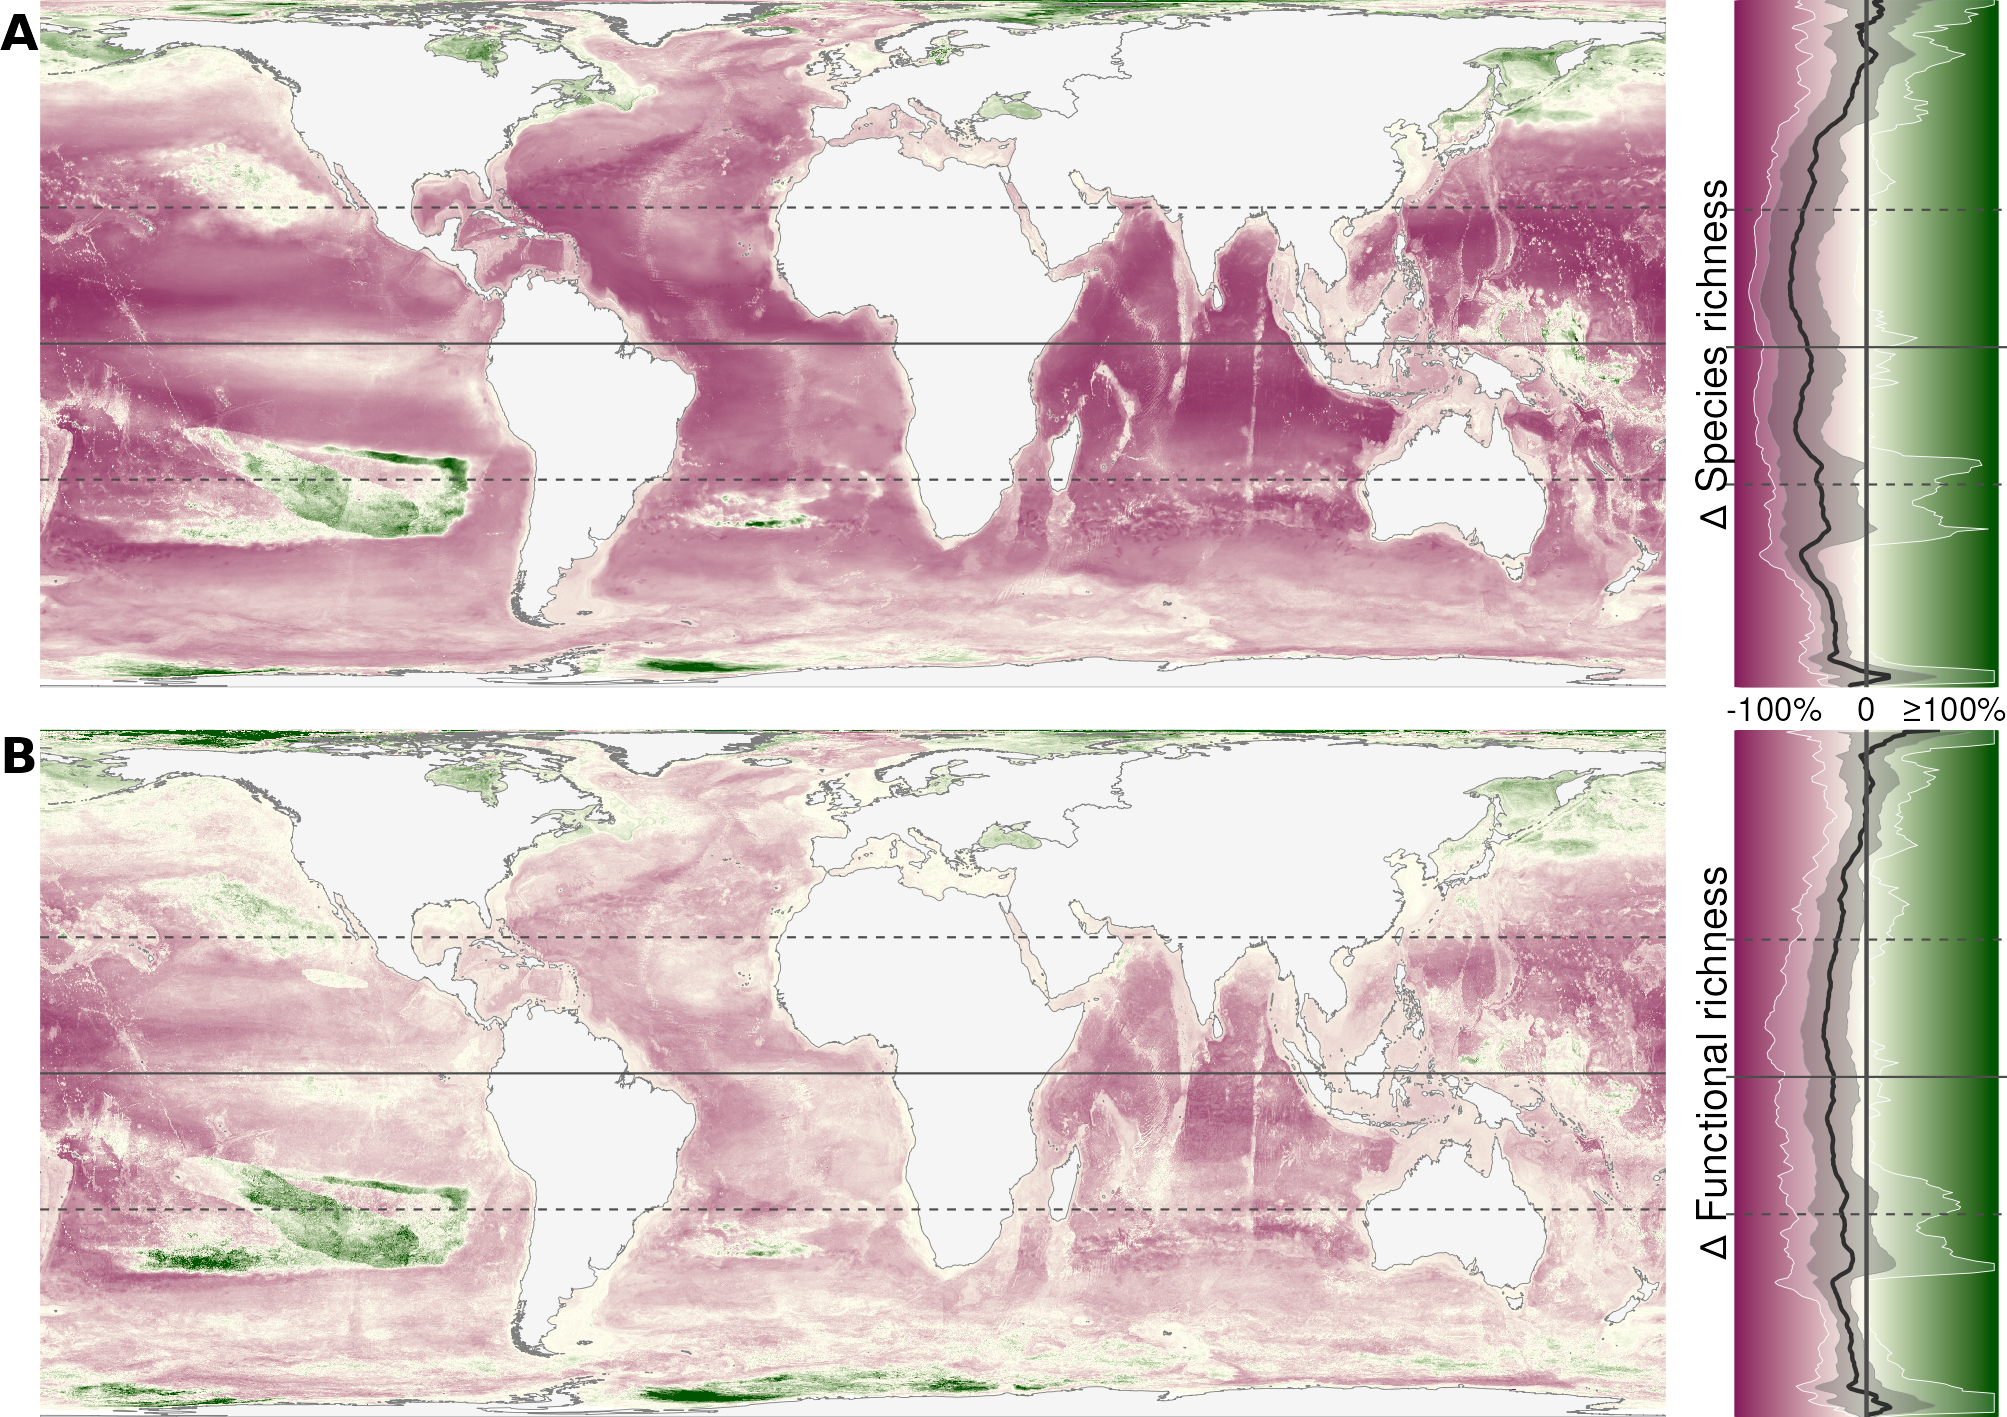 A
Δ Species richness
-100% 0 ≥100%
B
Δ Functional richness